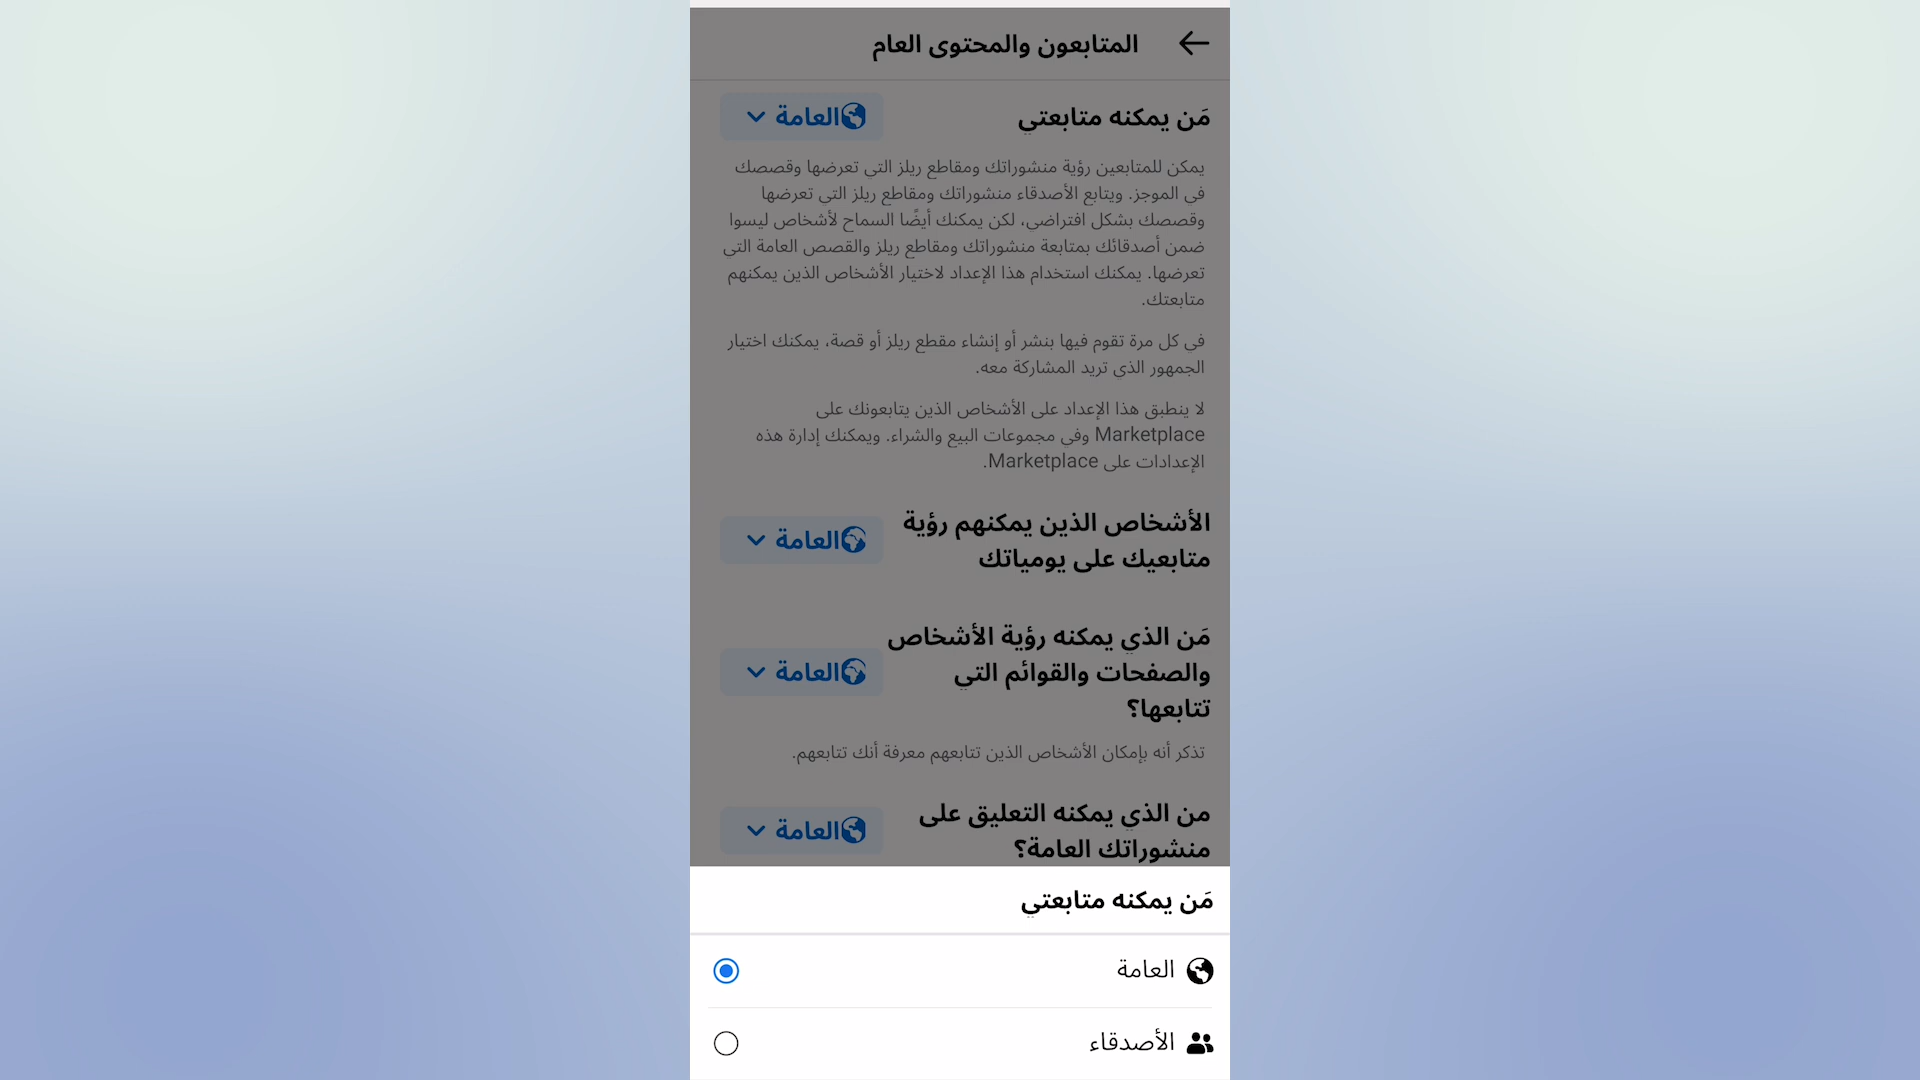 المتابعون والمحتوى العام
مَن يمكنه متابعتي
العامة
يمكن للمتابعين رؤية منشوراتك ومقاطع ريلز التي تعرضها وقصصك
في الموجز. ويتابع الأصدقاء منشوراتك ومقاطع ريلز التي تعرضها
وقصصك بشكل افتراضي، لكن يمكنك أيضًا السماح لأشخاص ليسوا
ضمن أصدقائك بمتابعة منشوراتك ومقاطع ريلز والقصص العامة التي
تعرضها. يمكنك استخدام هذا الإعداد لاختيار الأشخاص الذين يمكنهم
متابعتك.
في كل مرة تقوم فيها بنشر أو إنشاء مقطع ريلز أو قصة، يمكنك اختيار
الجمهور الذي تريد المشاركة معه.
لا ينطبق هذا الإعداد على الأشخاص الذين يتابعونك على
Marketplace وفي مجموعات البيع والشراء. ويمكنك إدارة هذه
الإعدادات على Marketplace.
الأشخاص الذين يمكنهم رؤية
متابعيك على يومياتك
العامة
مَن الذي يمكنه رؤية الأشخاص
والصفحات والقوائم التي
تتابعها؟
العامة
تذكر أنه بإمكان الأشخاص الذين تتابعهم معرفة أنك تتابعهم.
من الذي يمكنه التعليق على
منشوراتك العامة؟
العامة
مَن يمكنه متابعتي
العامة
الأصدقاء